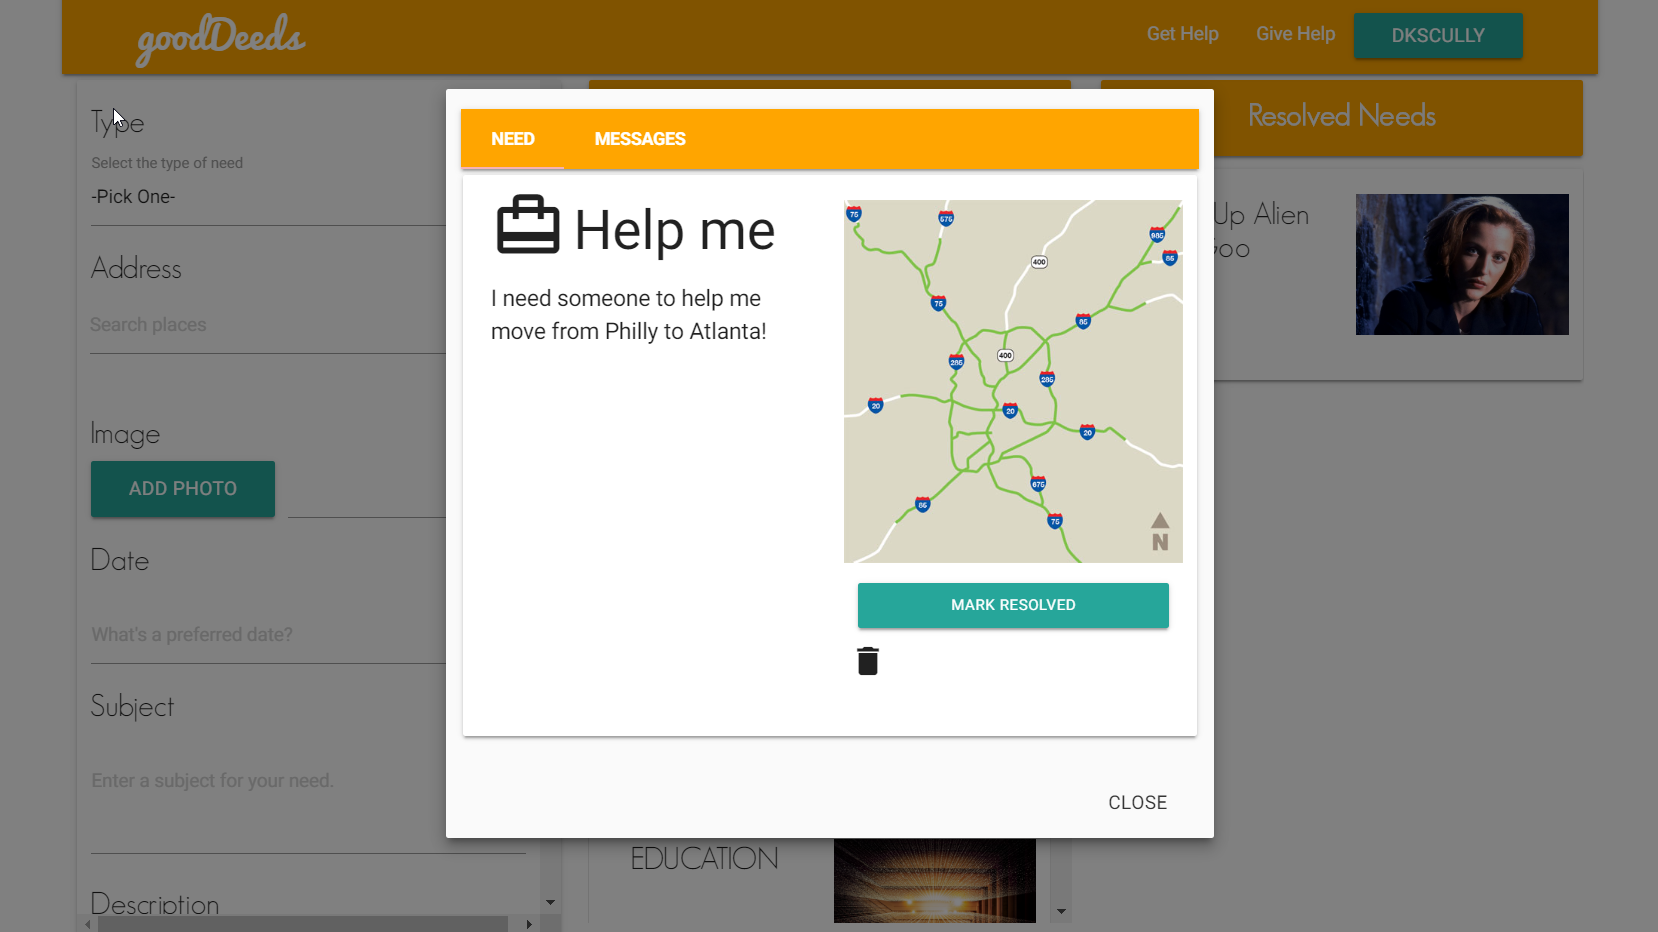 goodDeeds
Get Help
Give Help
DKSCULLY
Type
Select the type of need
-Pick One-
Address
Search places
Image
ADD PHOTO
Date
What's a preferred date?
Subject
Enter a subject for your need.
Description
NEED
MESSAGES
Help me
I need someone to help me
move from Philly to Atlanta!
75
575
985
400
85
75
85
400
285
285
20
20
20
675
85
75
N
MARK RESOLVED
CLOSE
EDUCATION
Resolved Needs
Up Alien